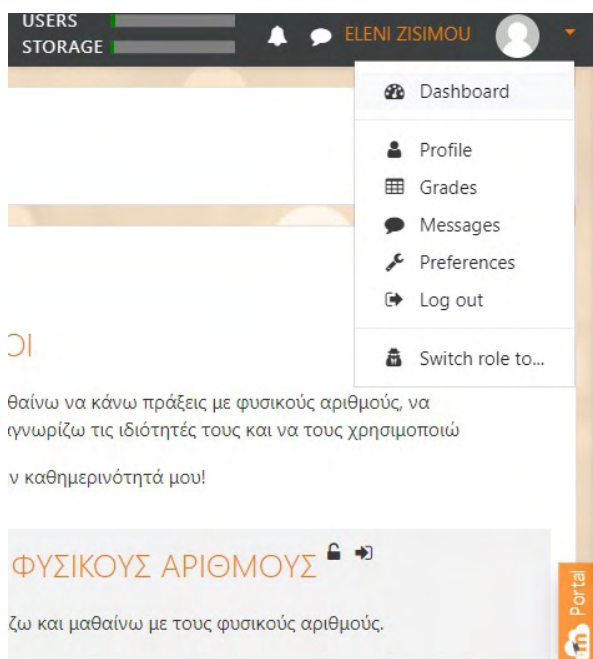 USERS
STORAGE
ELENI ZISIMOU
Dashboard
Profile
Grades
Messages
Preferences
Log out
Switch role to...
ΟΙ
θαίνω να κάνω πράξεις με φυσικούς αριθμούς, να
γνωρίζω τις ιδιότητές τους και να τους χρησιμοποιώ
ν καθημερινότητά μου!
ΦΥΣΙΚΟΥΣ ΑΡΙΘΜΟΥΣ
ζω και μαθαίνω με τους φυσικούς αριθμούς.
Portal
m